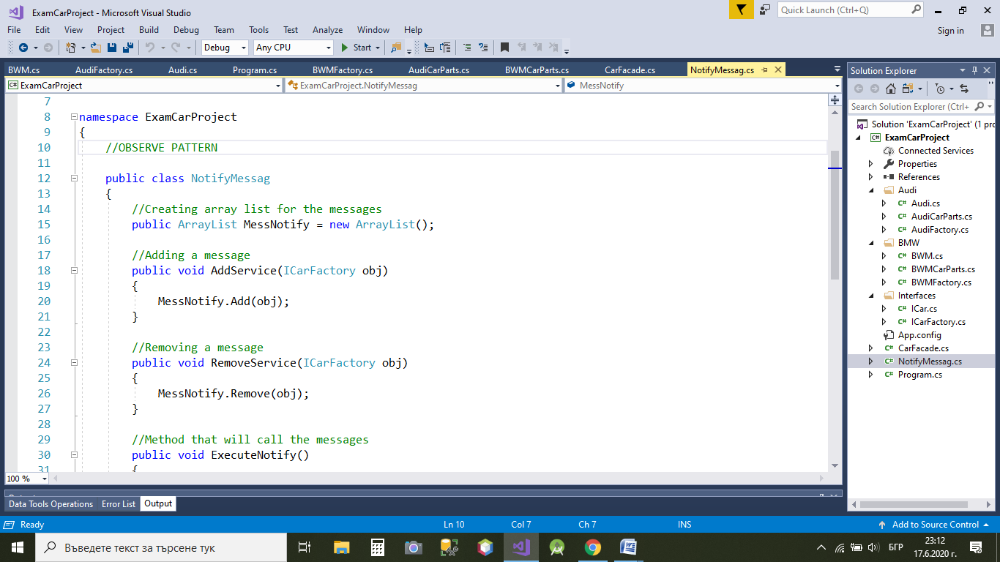 ExamCarProject - Microsoft Visual Studio
Quick Launch (Ctrl+Q)
File Edit View Project Build Debug Team Tools Test Analyze Window Help
Sign in
Debug Any CPU Start
BWM.cs AudiFactory.cs Audi.cs Program.cs BWMFactory.cs AudiCarParts.cs BWMCarParts.cs CarFacade.cs NotifyMessag.cs
ExamCarProject ExamCarProject.NotifyMessag MessNotify
7
8 namespace ExamCarProject
9 {
10 //OBSERVE PATTERN
11
12 public class NotifyMessag
13 {
14 //Creating array list for the messages
15 public ArrayList MessNotify = new ArrayList();
16
17 //Adding a message
18 public void AddService(ICarFactory obj)
19 {
20 MessNotify.Add(obj);
21 }
22
23 //Removing a message
24 public void RemoveService(ICarFactory obj)
25 {
26 MessNotify.Remove(obj);
27 }
28
29 //Method that will call the messages
30 public void ExecuteNotify()
31 {
100 %
Solution Explorer
Search Solution Explorer (Ctrl+
Solution 'ExamCarProject' (1 pro
ExamCarProject
Connected Services
Properties
References
Audi
Audi.cs
AudiCarParts.cs
AudiFactory.cs
BMW
BWM.cs
BWMCarParts.cs
BWMFactory.cs
Interfaces
ICar.cs
ICarFactory.cs
App.config
CarFacade.cs
NotifyMessag.cs
Program.cs
Data Tools Operations Error List Output
Ready Ln 10 Col 7 Ch 7 INS Add to Source Control
Въведете текст за търсене тук
БГР
23:12
17.6.2020 г.